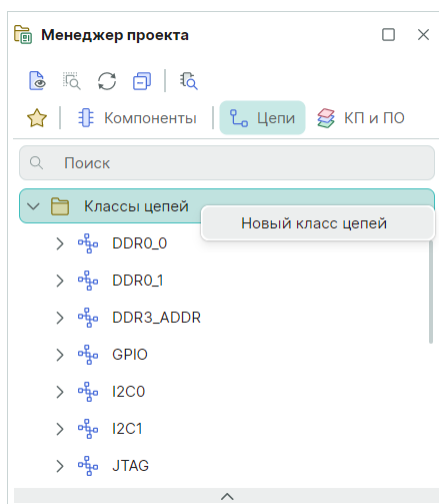 Менеджер проекта
Компоненты
Цепи
КП и ПО
Поиск
Классы цепей
Новый класс цепей
DDR0_0
DDR0_1
DDR3_ADDR
GPIO
I2C0
I2C1
JTAG